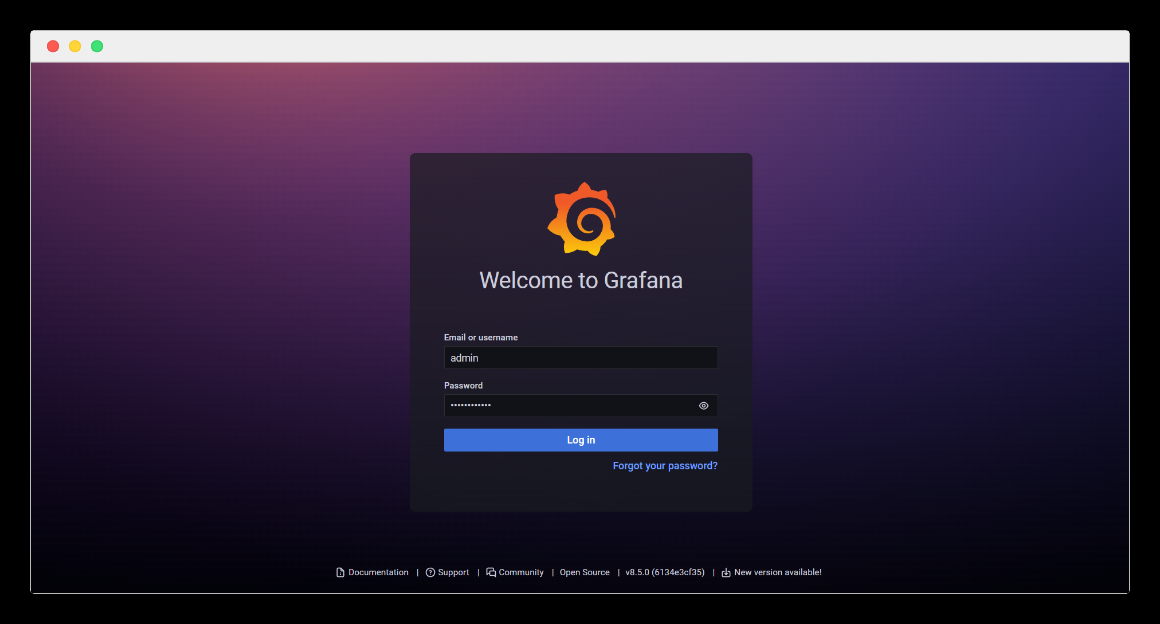 Welcome to Grafana
Email or username
admin
Password
••••••••••••
Log in
Forgot your password?
Documentation | Support | Community | Open Source | v8.5.0 (6134e3cf35) | New version available!